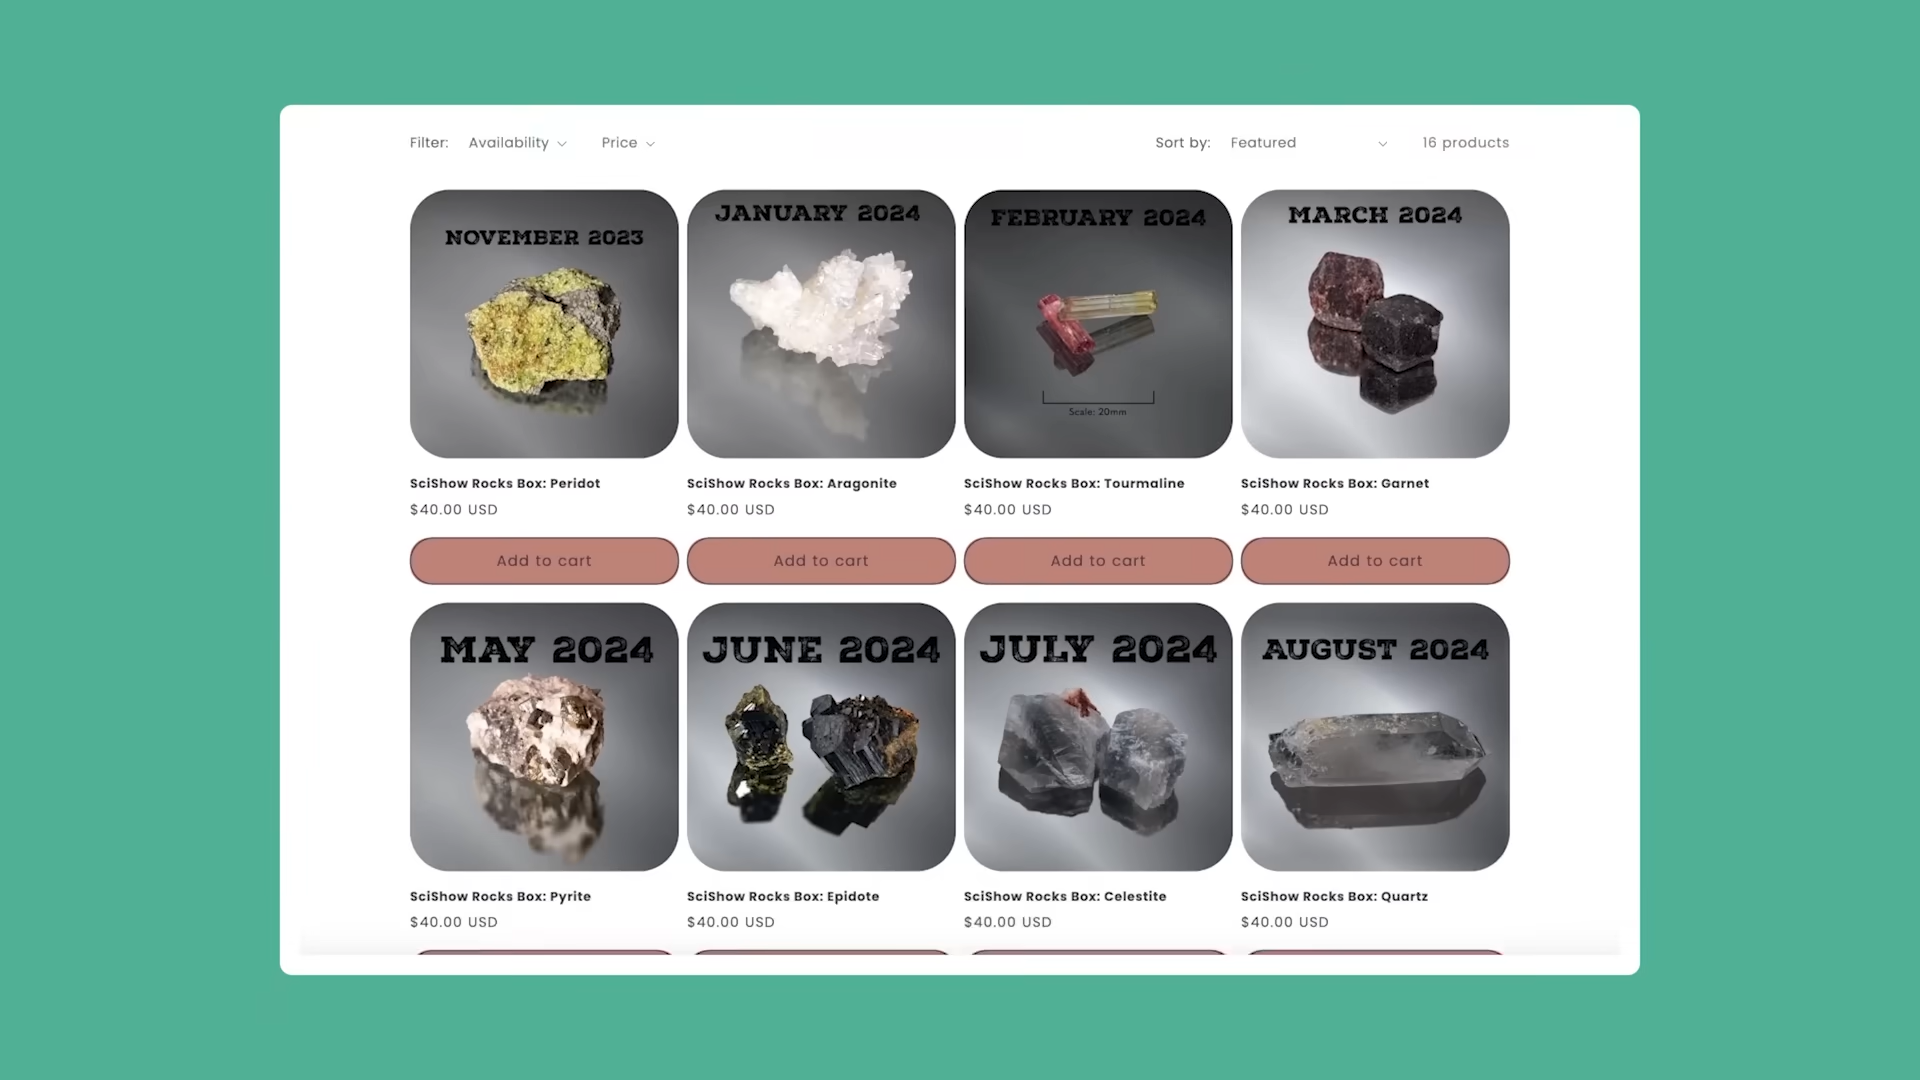 Filter: Availability Price Sort by: Featured 16 products
NOVEMBER 2023
JANUARY 2024
FEBRUARY 2024
Scale: 20mm
MARCH 2024
SciShow Rocks Box: Peridot
$40.00 USD
Add to cart
SciShow Rocks Box: Aragonite
$40.00 USD
Add to cart
SciShow Rocks Box: Tourmaline
$40.00 USD
Add to cart
SciShow Rocks Box: Garnet
$40.00 USD
Add to cart
MAY 2024
JUNE 2024
JULY 2024
AUGUST 2024
SciShow Rocks Box: Pyrite
$40.00 USD
SciShow Rocks Box: Epidote
$40.00 USD
SciShow Rocks Box: Celestite
$40.00 USD
SciShow Rocks Box: Quartz
$40.00 USD